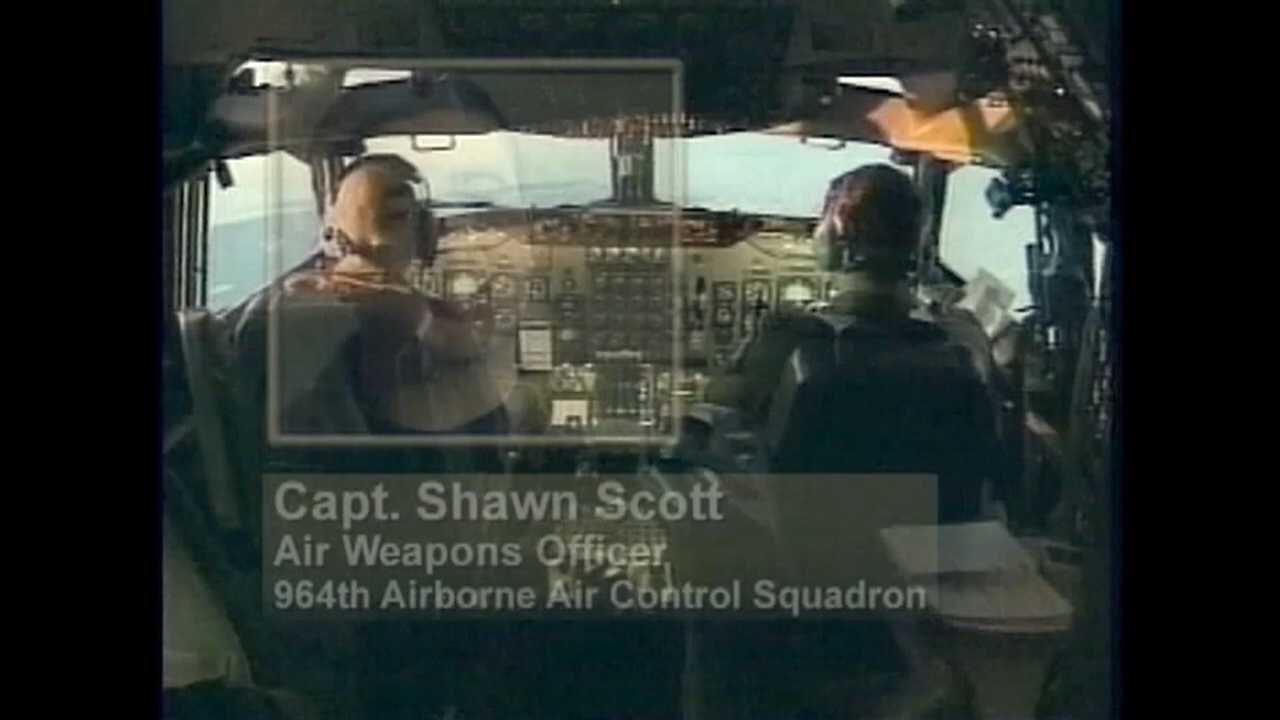 Capt. Shawn Scott
Air Weapons Officer
964th Airborne Air Control Squadron